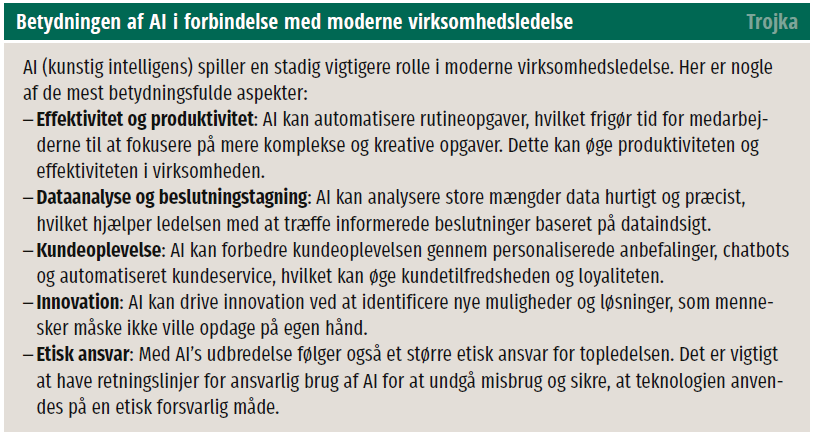 Betydningen af AI i forbindelse med moderne virksomhedsledelse Trojka
AI (kunstig intelligens) spiller en stadig vigtigere rolle i moderne virksomhedsledelse. Her er nogle
af de mest betydningsfulde aspekter:
– Effektivitet og produktivitet: AI kan automatisere rutineopgaver, hvilket frigør tid for medarbej-
derne til at fokusere på mere komplekse og kreative opgaver. Dette kan øge produktiviteten og
effektiviteten i virksomheden.
– Dataanalyse og beslutningstagning: AI kan analysere store mængder data hurtigt og præcist,
hvilket hjælper ledelsen med at træffe informerede beslutninger baseret på dataindsigt.
– Kundeoplevelse: AI kan forbedre kundeoplevelsen gennem personaliserede anbefalinger, chatbots
og automatiseret kundeservice, hvilket kan øge kundetilfredsheden og loyaliteten.
– Innovation: AI kan drive innovation ved at identificere nye muligheder og løsninger, som menne-
sker måske ikke ville opdage på egen hånd.
– Etisk ansvar: Med AI’s udbredelse følger også et større etisk ansvar for topledelsen. Det er vigtigt
at have retningslinjer for ansvarlig brug af AI for at undgå misbrug og sikre, at teknologien anven-
des på en etisk forsvarlig måde.